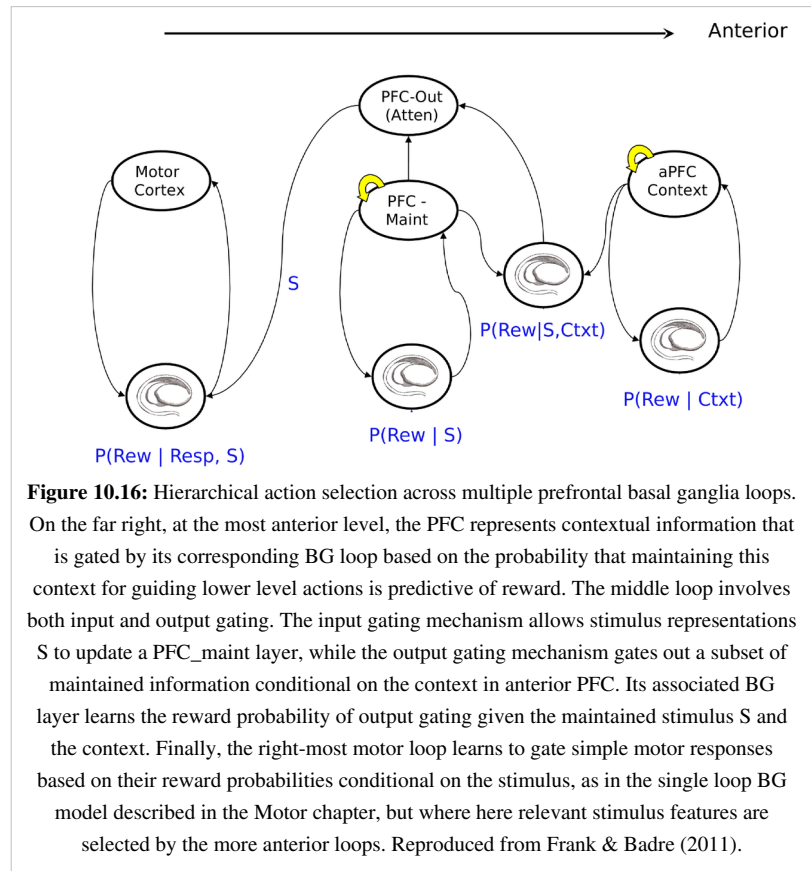 Anterior
PFC-Out
(Atten)
Motor
Cortex
PFC -
Maint
aPFC
Context
S
P(Rew|S,Ctxt)
P(Rew | Ctxt)
P(Rew | S)
P(Rew | Resp, S)
Figure 10.16: Hierarchical action selection across multiple prefrontal basal ganglia loops.
On the far right, at the most anterior level, the PFC represents contextual information that
is gated by its corresponding BG loop based on the probability that maintaining this
context for guiding lower level actions is predictive of reward. The middle loop involves
both input and output gating. The input gating mechanism allows stimulus representations
S to update a PFC_maint layer, while the output gating mechanism gates out a subset of
maintained information conditional on the context in anterior PFC. Its associated BG
layer learns the reward probability of output gating given the maintained stimulus S and
the context. Finally, the right-most motor loop learns to gate simple motor responses
based on their reward probabilities conditional on the stimulus, as in the single loop BG
model described in the Motor chapter, but where here relevant stimulus features are
selected by the more anterior loops. Reproduced from Frank & Badre (2011).